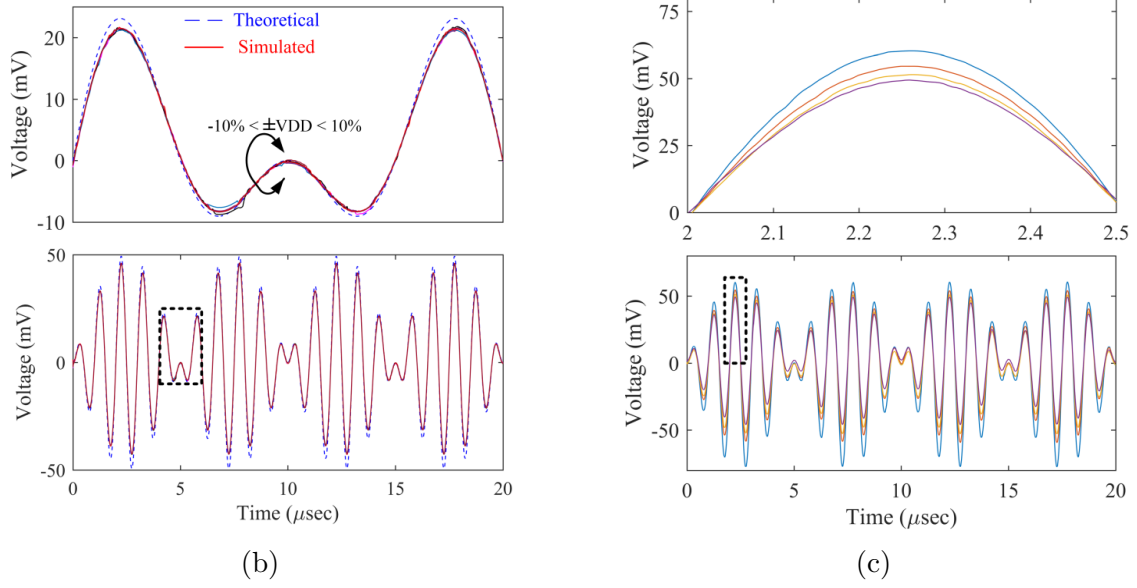 Theoretical
Simulated
-10% < ±VDD < 10%
Voltage (mV)
20
10
0
-10
Voltage (mV)
50
0
-50
0 5 10 15 20
Time (μsec)
(b)
Voltage (mV)
75
50
25
0
2 2.1 2.2 2.3 2.4 2.5
Voltage (mV)
50
0
-50
0 5 10 15 20
Time (μsec)
(c)